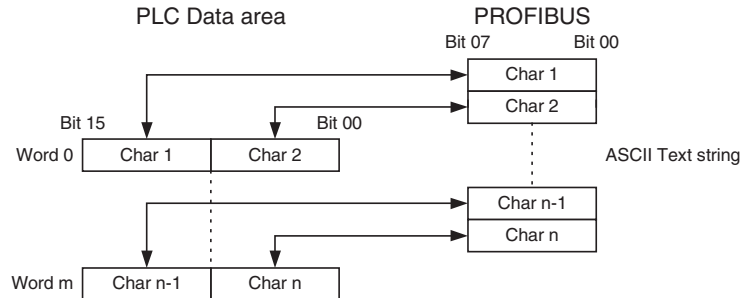 PLC Data area PROFIBUS
Bit 07 Bit 00
Char 1
Char 2
Bit 15 Bit 00
Word 0 Char 1 Char 2 ASCII Text string
Char n-1
Char n
Word m Char n-1 Char n